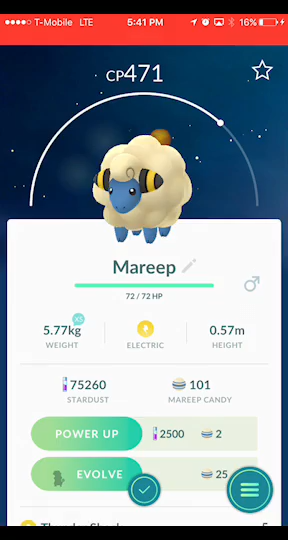 T-Mobile LTE 5:41 PM 16%
CP471
Mareep
72 / 72 HP
XS
5.77kg 0.57m
WEIGHT ELECTRIC HEIGHT
75260 101
STARDUST MAREEP CANDY
POWER UP 2500 2
EVOLVE 25